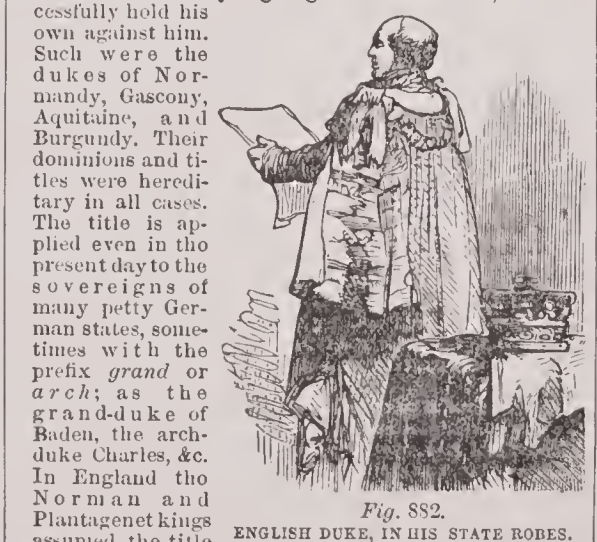 cessfully hold his
own against him.
Such were the
dukes of Nor-
mandy, Gascony,
Aquitaine, and
Burgundy. Their
dominions and ti-
tles were heredi-
tary in all cases.
The title is ap-
plied even in the
present day to the
sovereigns of
many petty Ger-
man states, some-
times with the
prefix grand or
arch; as the
grand-duke of
Baden, the arch-
duke Charles, &c.
In England the
Norman and
Plantagenet kings
assumed the title
Fig. 882.
ENGLISH DUKE, IN HIS STATE ROBES.